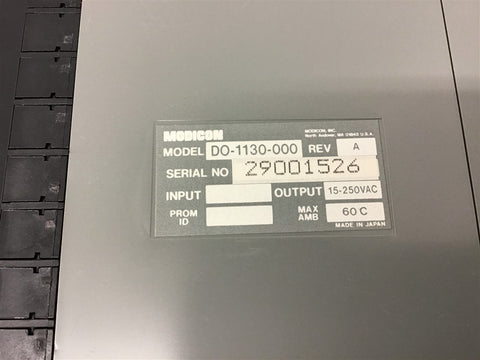 MODICON
MODICON, INC.
North Andover, MA 01845 U.S.A.
MODEL DO-1130-000 REV A
SERIAL NO 29001526
INPUT OUTPUT 15-250VAC
PROM ID MAX AMB 60C
MADE IN JAPAN